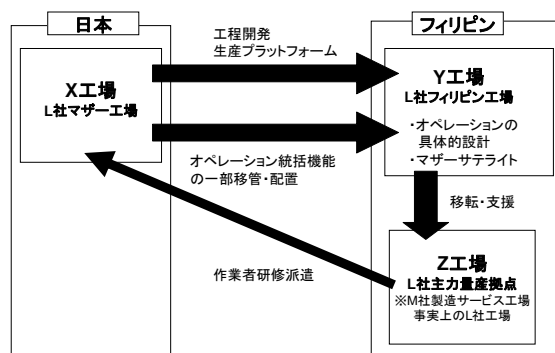 日本
フィリピン
工程開発
生産プラットフォーム
X工場
L社マザー工場
Y工場
L社フィリピン工場
・オペレーションの
具体的設計
・マザーサテライト
オペレーション統括機能
の一部移管・配置
移転・支援
作業者研修派遣
Z工場
L社主力量産拠点
※M社製造サービス工場
事実上のL社工場